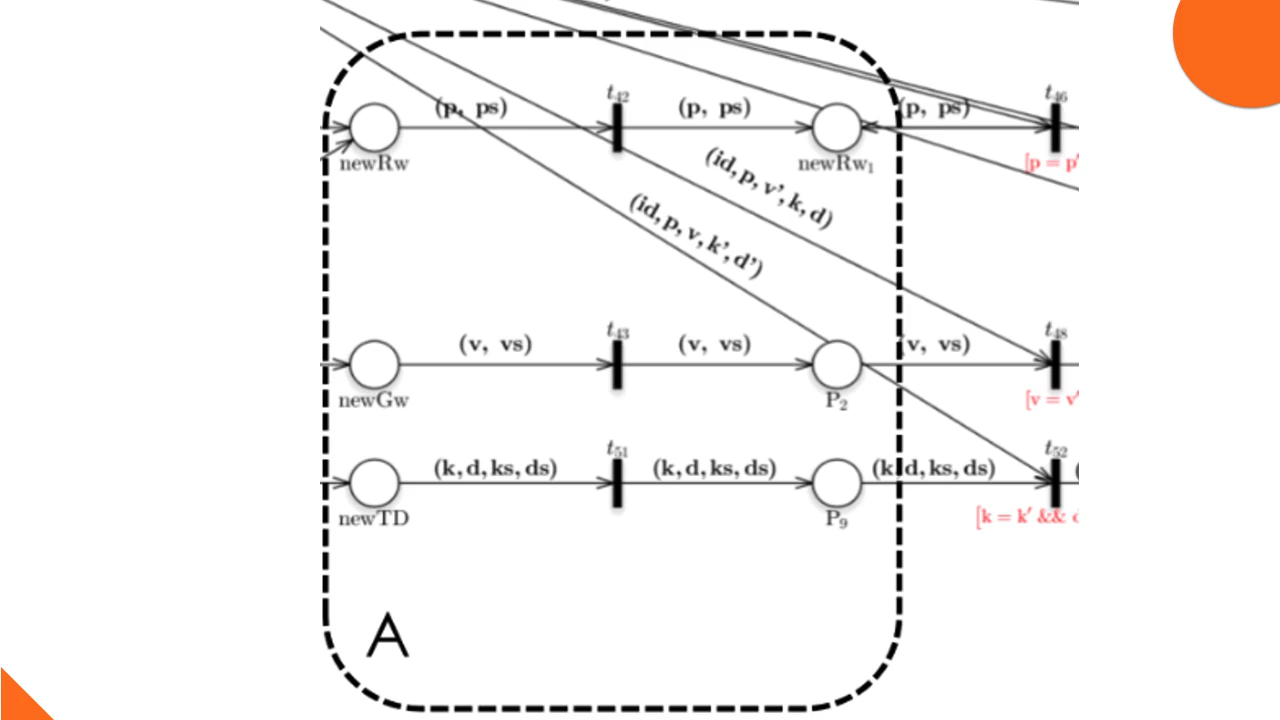 t₄₂
t₄₆
(p, ps)
(p, ps)
(p, ps)
newRw
newRw₁
[p = p'
(id, p, v', k, d)
(id, p, v, k', d')
t₄₃
t₄₈
(v, vs)
(v, vs)
(v, vs)
newGw
P₂
[v = v'
t₅₁
t₅₂
(k, d, ks, ds)
(k, d, ks, ds)
(k, d, ks, ds)
(
newTD
P₉
[k = k' &&
A